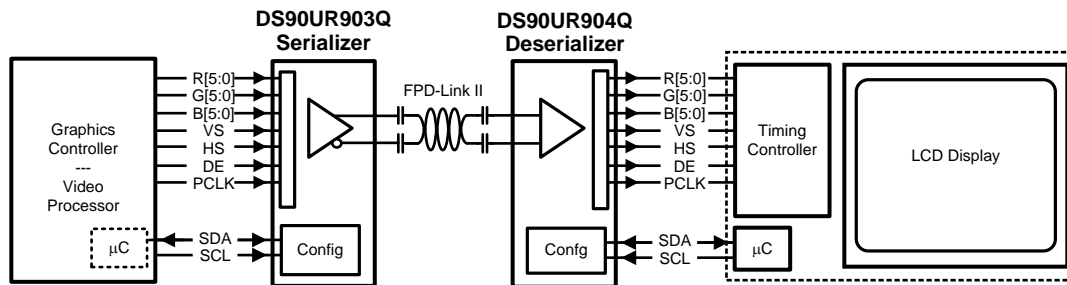 DS90UR903Q
Serializer
DS90UR904Q
Deserializer
Graphics
Controller
---
Video
Processor
μC
R[5:0]
G[5:0]
B[5:0]
VS
HS
DE
PCLK
SDA
SCL
Config
FPD-Link II
Confg
R[5:0]
G[5:0]
B[5:0]
VS
HS
DE
PCLK
SDA
SCL
Timing
Controller
μC
LCD Display